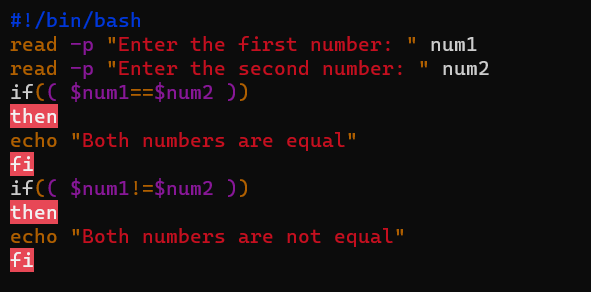 #!/bin/bash
read -p "Enter the first number: " num1
read -p "Enter the second number: " num2
if(( $num1==$num2 ))
then
echo "Both numbers are equal"
fi
if(( $num1!=$num2 ))
then
echo "Both numbers are not equal"
fi